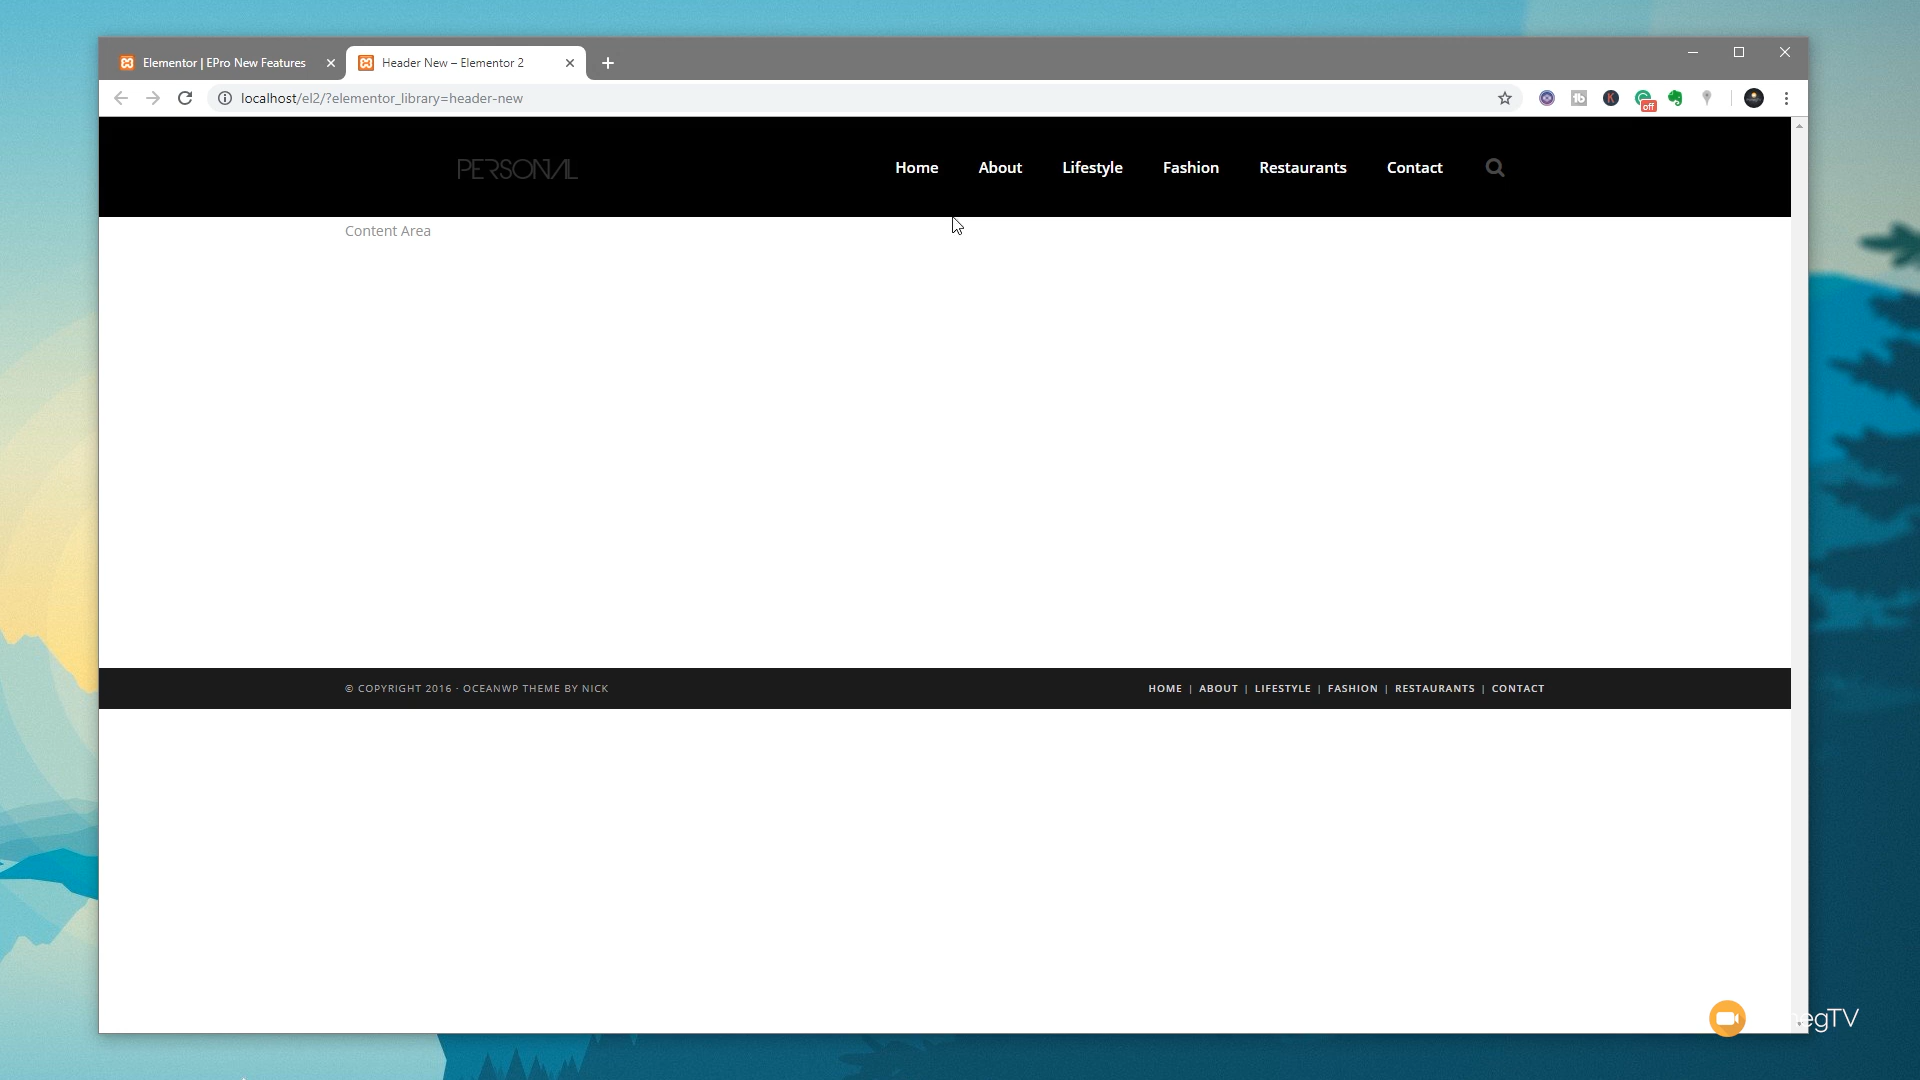 Elementor | EPro New Features
Header New – Elementor 2
localhost/el2/?elementor_library=header-new
off
PERSONAL
Home About Lifestyle Fashion Restaurants Contact
Content Area
© COPYRIGHT 2016 - OCEANWP THEME BY NICK
HOME | ABOUT | LIFESTYLE | FASHION | RESTAURANTS | CONTACT